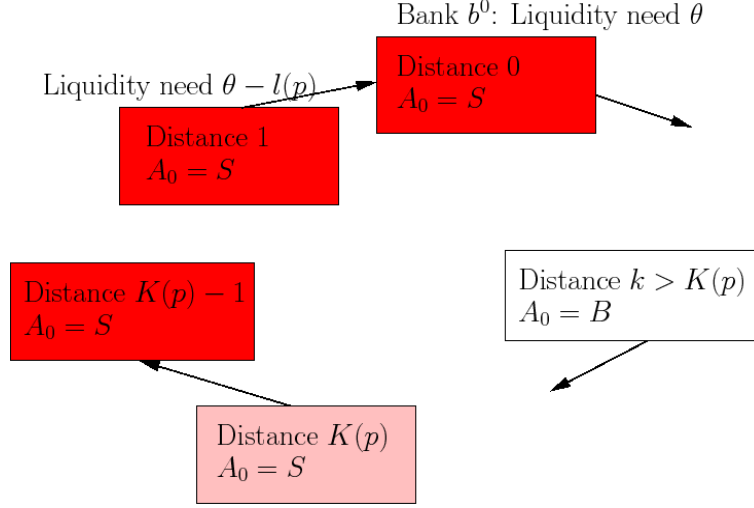 Bank b⁰: Liquidity need θ
Distance 0
A₀ = S
Liquidity need θ − l(p)
Distance 1
A₀ = S
Distance K(p) − 1
A₀ = S
Distance k > K(p)
A₀ = B
Distance K(p)
A₀ = S